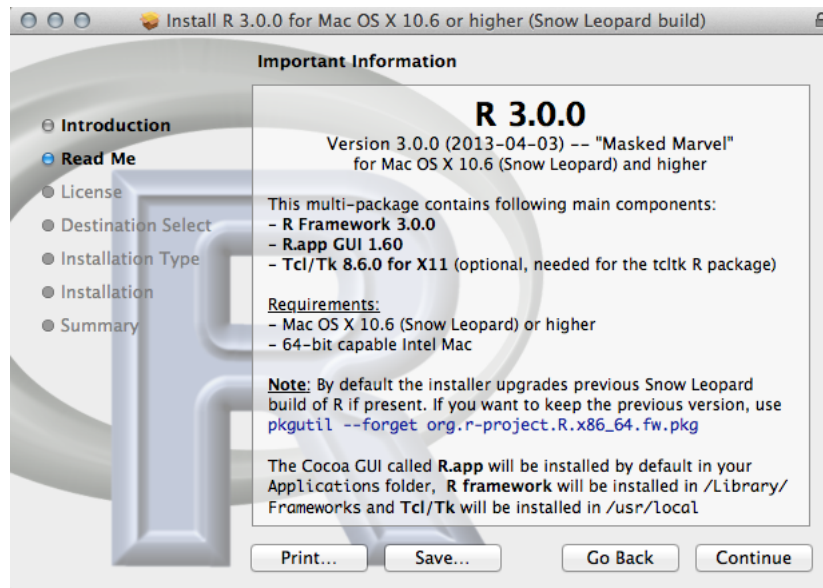 Install R 3.0.0 for Mac OS X 10.6 or higher (Snow Leopard build)
Important Information
Introduction
Read Me
License
Destination Select
Installation Type
Installation
Summary
R 3.0.0
Version 3.0.0 (2013-04-03) -- "Masked Marvel"
for Mac OS X 10.6 (Snow Leopard) and higher
This multi-package contains following main components:
- R Framework 3.0.0
- R.app GUI 1.60
- Tcl/Tk 8.6.0 for X11 (optional, needed for the tcltk R package)
Requirements:
- Mac OS X 10.6 (Snow Leopard) or higher
- 64-bit capable Intel Mac
Note: By default the installer upgrades previous Snow Leopard
build of R if present. If you want to keep the previous version, use
pkgutil --forget org.r-project.R.x86_64.fw.pkg
The Cocoa GUI called R.app will be installed by default in your
Applications folder, R framework will be installed in /Library/
Frameworks and Tcl/Tk will be installed in /usr/local
Print... Save... Go Back Continue